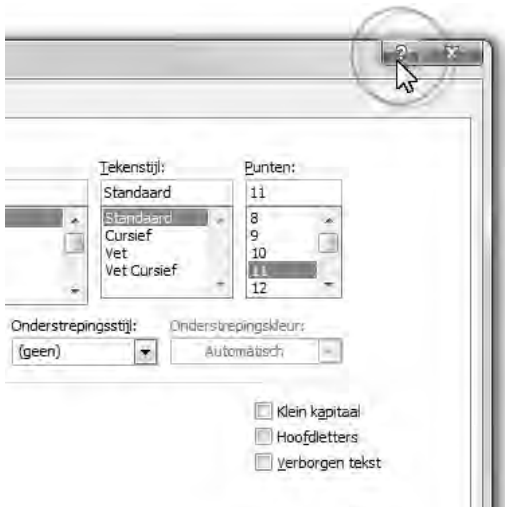 ? X
Tekenstijl: Punten:
Standaard 11
Standaard 8
Cursief 9
Vet 10
Vet Cursief 11
12
Onderstrepingsstijl: Onderstrepingskleur:
(geen) Automatisch
Klein kapitaal
Hoofdletters
Verborgen tekst